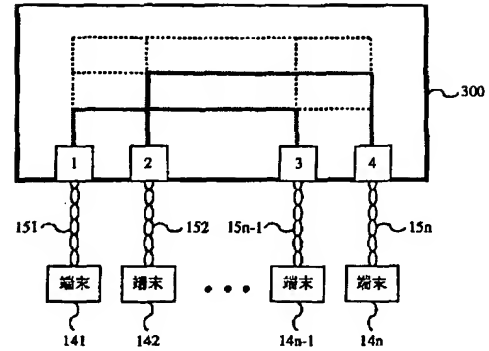 300
1 2 3 4
151 152 15n-1 15n
端末 端末 • • • 端末 端末
141 142 14n-1 14n